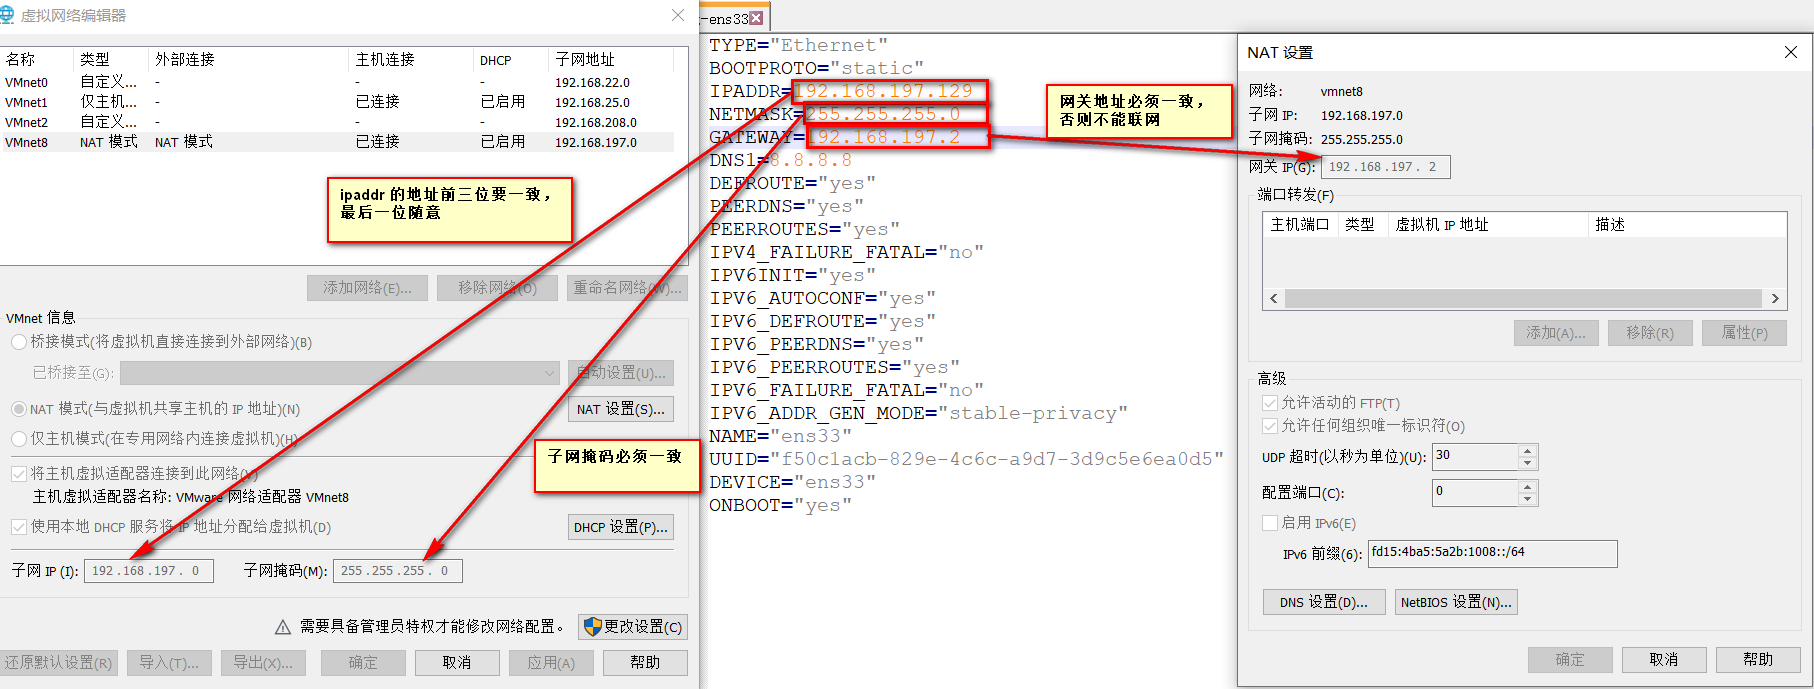 虚拟网络编辑器
名称 类型 外部连接 主机连接 DHCP 子网地址
VMnet0 自定义... - - - 192.168.22.0
VMnet1 仅主机... - 已连接 已启用 192.168.25.0
VMnet2 自定义... - - - 192.168.208.0
VMnet8 NAT 模式 NAT 模式 已连接 已启用 192.168.197.0
ipaddr 的地址前三位要一致，
最后一位随意
添加网络(E)... 移除网络(O) 重命名网络(W)...
VMnet 信息
桥接模式(将虚拟机直接连接到外部网络)(B)
已桥接至(G): 自动设置(U)...
NAT 模式(与虚拟机共享主机的 IP 地址)(N) NAT 设置(S)...
仅主机模式(在专用网络内连接虚拟机)(H)
子网掩码必须一致
将主机虚拟适配器连接到此网络(V)
主机虚拟适配器名称: VMware 网络适配器 VMnet8
使用本地 DHCP 服务将 IP 地址分配给虚拟机(D) DHCP 设置(P)...
子网 IP (I): 192 .168 .197 . 0 子网掩码(M): 255 .255 .255 . 0
需要具备管理员特权才能修改网络配置。 更改设置(C)
还原默认设置(R) 导入(T)... 导出(X)... 确定 取消 应用(A) 帮助
-ens33
TYPE="Ethernet"
BOOTPROTO="static"
IPADDR=192.168.197.129
NETMASK=255.255.255.0
GATEWAY=192.168.197.2
DNS1=8.8.8.8
DEFROUTE="yes"
PEERDNS="yes"
PEERROUTES="yes"
IPV4_FAILURE_FATAL="no"
IPV6INIT="yes"
IPV6_AUTOCONF="yes"
IPV6_DEFROUTE="yes"
IPV6_PEERDNS="yes"
IPV6_PEERROUTES="yes"
IPV6_FAILURE_FATAL="no"
IPV6_ADDR_GEN_MODE="stable-privacy"
NAME="ens33"
UUID="f50c1acb-829e-4c6c-a9d7-3d9c5e6ea0d5"
DEVICE="ens33"
ONBOOT="yes"
网关地址必须一致，
否则不能联网
NAT 设置
网络: vmnet8
子网 IP: 192.168.197.0
子网掩码: 255.255.255.0
网关 IP(G): 192 .168 .197 . 2
端口转发(F)
主机端口 类型 虚拟机 IP 地址 描述
添加(A)... 移除(R) 属性(P)
高级
允许活动的 FTP(T)
允许任何组织唯一标识符(O)
UDP 超时(以秒为单位)(U): 30
配置端口(C): 0
启用 IPv6(E)
IPv6 前缀(6): fd15:4ba5:5a2b:1008::/64
DNS 设置(D)... NetBIOS 设置(N)...
确定 取消 帮助